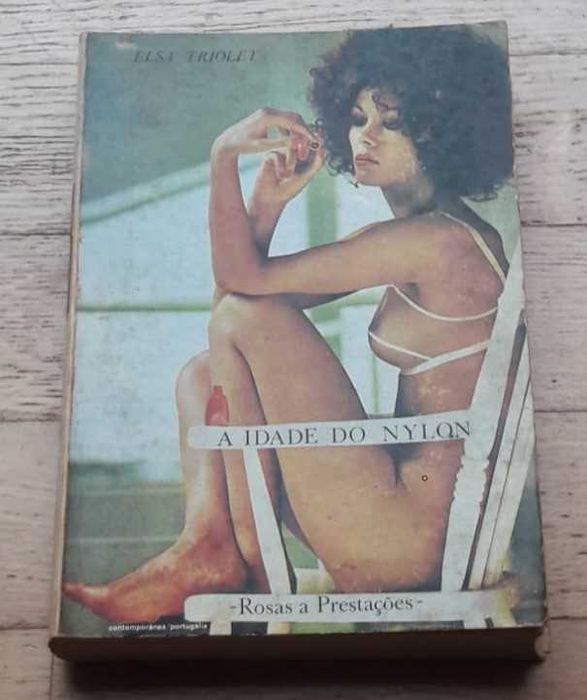 ELSA TRIOLET
A IDADE DO NYLON
-Rosas a Prestações-
contemporânea/portugália